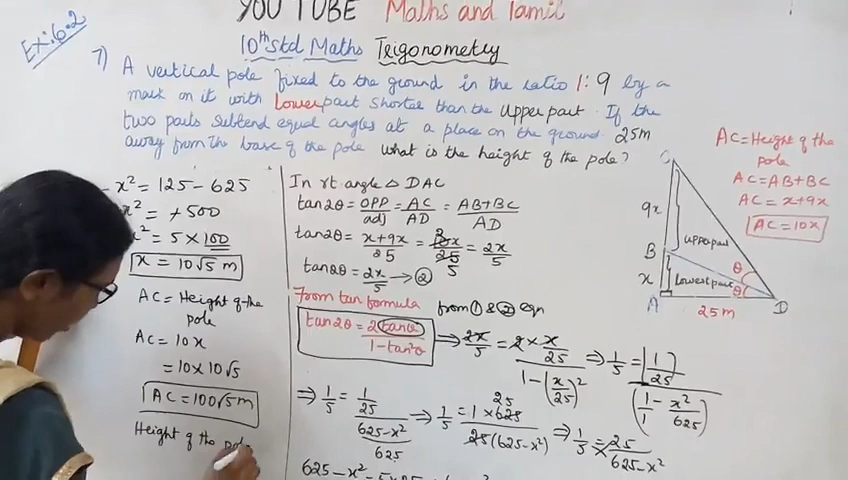 YOU TUBE Maths and Tamil
Ex: 6.2
10th std Maths Trigonometry
7) A vertical pole fixed to the ground in the ratio 1:9 by a
mark on it with Lowerpart shorter than the Upperpart. If the
two parts subtend equal angles at a place on the ground. 25m
away from the base of the pole what is the height of the pole?
-x² = 125 - 625
x² = +500
x² = 5 × 100
x = 10√5 m
AC = Height of the
pole
AC = 10x
= 10 × 10√5
AC = 100√5 m
Height of the pole
In rt angle △ DAC
tan2θ = OPP/adj = AC/AD = AB+BC/AD
tan2θ = x+9x/25 = 10x/25 = 2x/5
tan2θ = 2x/5 → ②
From tan formula from ① & ② eqn
tan2θ = 2tanθ/1-tan²θ ⇒ 2x/5 = 2 × x/25 / 1-(x/25)² ⇒ 1/5 = 1/25 / (1/1 - x²/625)
⇒ 1/5 = 1/25 / 625-x²/625 ⇒ 1/5 = 1 × 625/25(625-x²) ⇒ 1/5 = 25/625-x²
C
9x
upper part
B
x
Lowest part
A
25m
D
θ
θ
AC = Height of the
pole
AC = AB+BC
AC = x+9x
AC = 10x